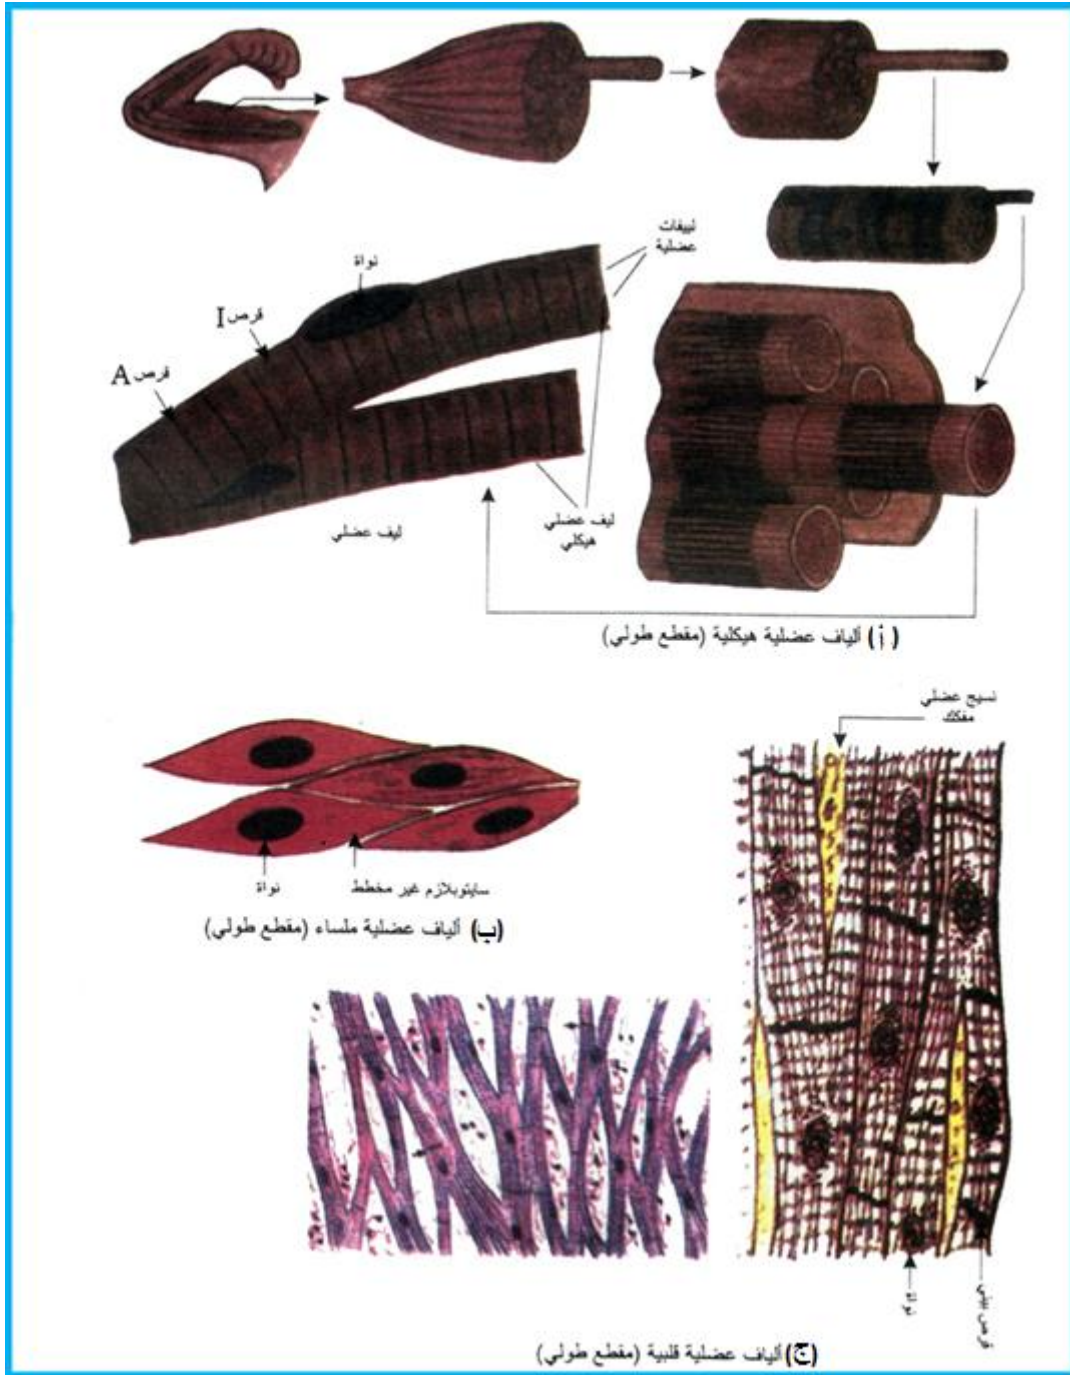 لييفات
عضلية
نواة
قرص I
قرص A
ليف عضلي
هيكلي
ليف عضلي
(أ) ألياف عضلية هيكلية (مقطع طولي)
نسيج عضلي
مفكك
نواة
سايتوبلازم غير مخطط
(ب) ألياف عضلية ملساء (مقطع طولي)
نواة
قرص بيني
(ج) ألياف عضلية قلبية (مقطع طولي)